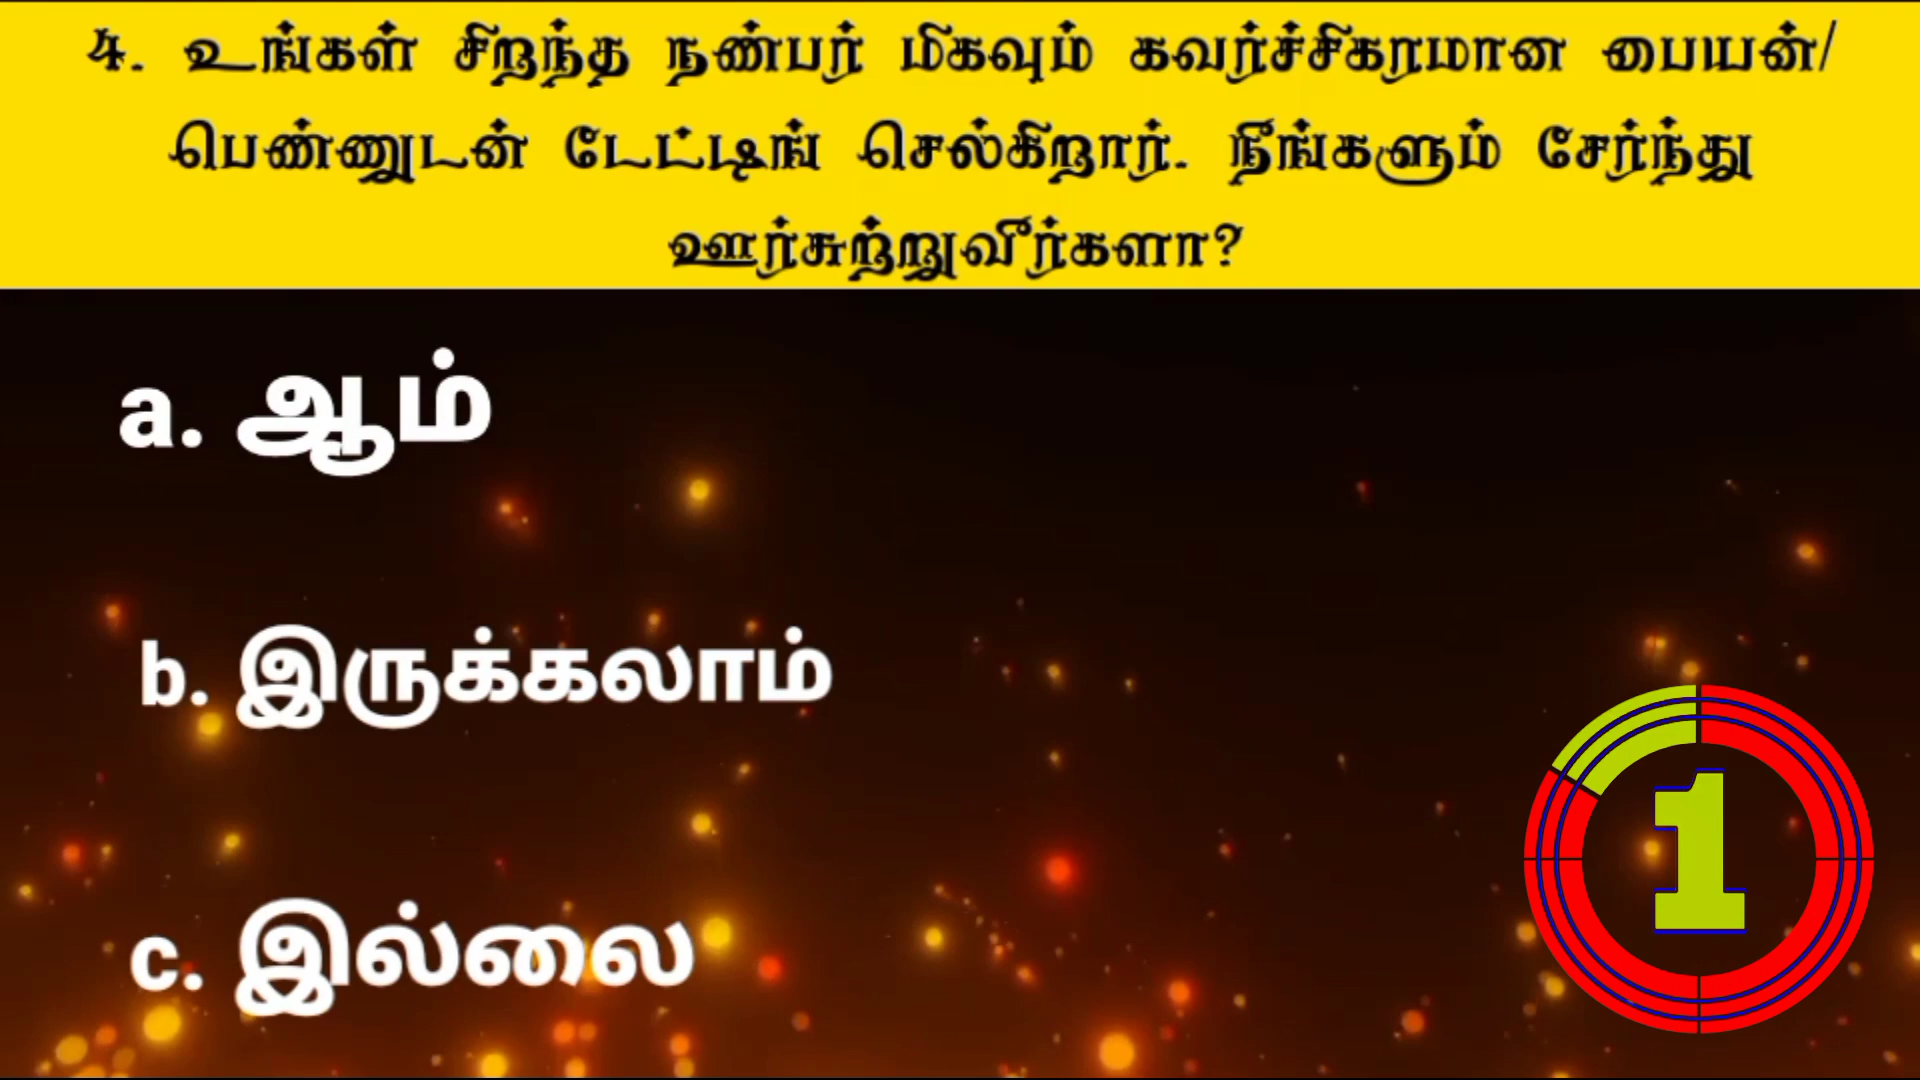 4. உங்கள் சிறந்த நண்பர் மிகவும் கவர்ச்சிகரமான பையன்/
பெண்ணுடன் டேட்டிங் செல்கிறார். நீங்களும் சேர்ந்து
ஊர்சுற்றுவீர்களா?
a. ஆம்
b. இருக்கலாம்
c. இல்லை
1